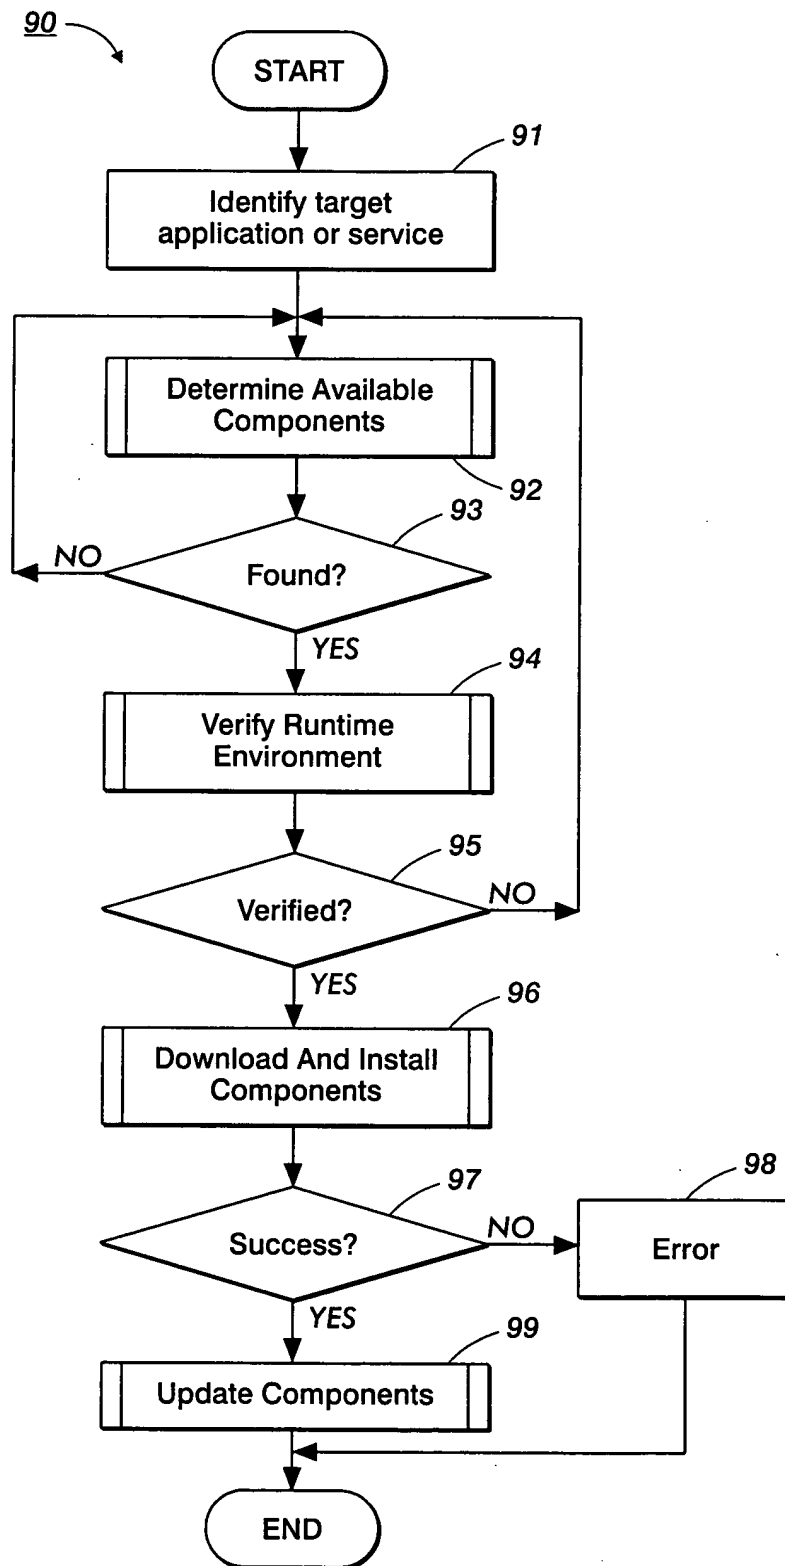 90
START
91
Identify target
application or service
Determine Available
Components
92
93
Found?
NO
YES
94
Verify Runtime
Environment
95
Verified?
NO
YES
96
Download And Install
Components
97
98
Success?
NO
Error
YES
99
Update Components
END